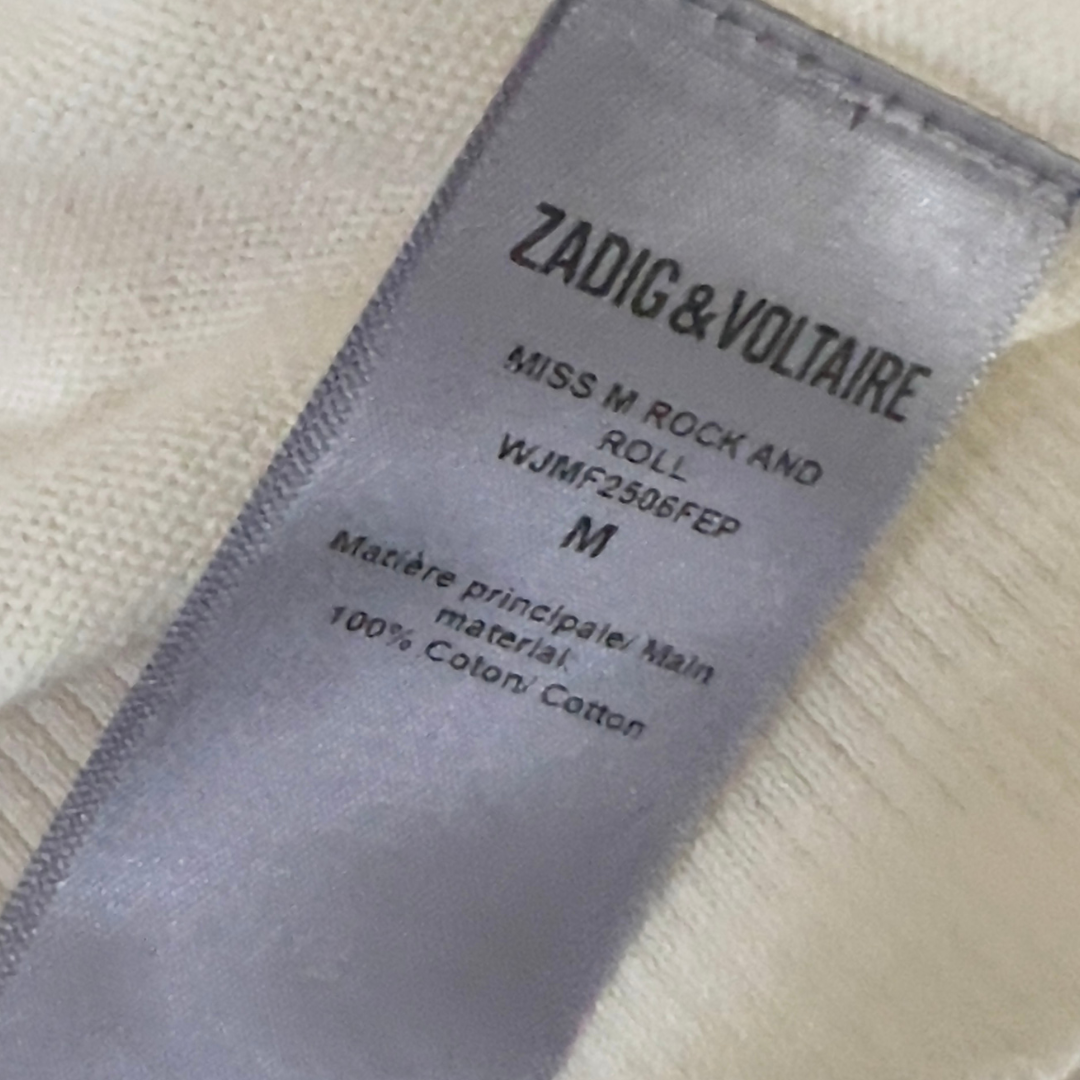 ZADIG&VOLTAIRE
MISS M ROCK AND
ROLL
WJMF2506FEP
M
Matière principale/ Main
material
100% Coton/ Cotton